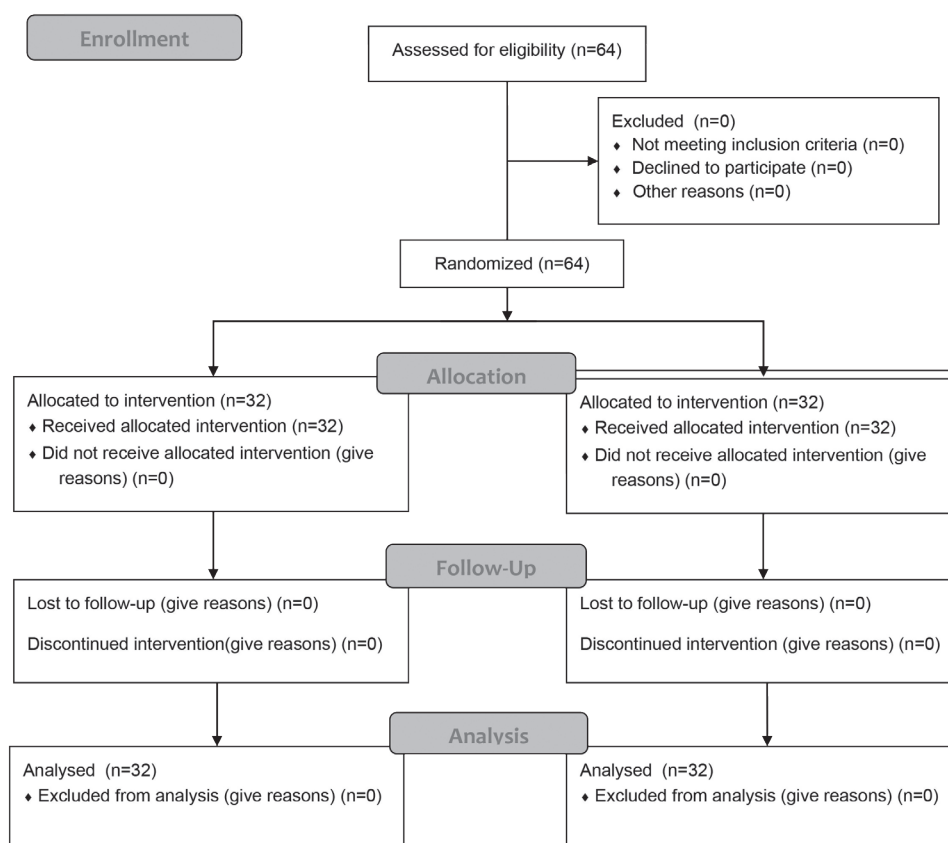 Enrollment
Assessed for eligibility (n=64)
Excluded (n=0)
♦ Not meeting inclusion criteria (n=0)
♦ Declined to participate (n=0)
♦ Other reasons (n=0)
Randomized (n=64)
Allocation
Allocated to intervention (n=32)
♦ Received allocated intervention (n=32)
♦ Did not receive allocated intervention (give
reasons) (n=0)
Allocated to intervention (n=32)
♦ Received allocated intervention (n=32)
♦ Did not receive allocated intervention (give
reasons) (n=0)
Follow-Up
Lost to follow-up (give reasons) (n=0)
Discontinued intervention(give reasons) (n=0)
Lost to follow-up (give reasons) (n=0)
Discontinued intervention (give reasons) (n=0)
Analysis
Analysed (n=32)
♦ Excluded from analysis (give reasons) (n=0)
Analysed (n=32)
♦ Excluded from analysis (give reasons) (n=0)